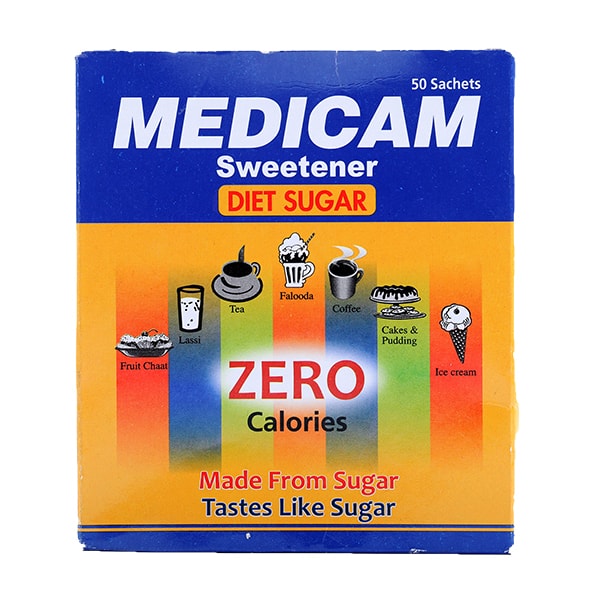 50 Sachets
MEDICAM
Sweetener
DIET SUGAR
Fruit Chaat
Lassi
Tea
Falooda
Coffee
Cakes &
Pudding
Ice cream
ZERO
Calories
Made From Sugar
Tastes Like Sugar